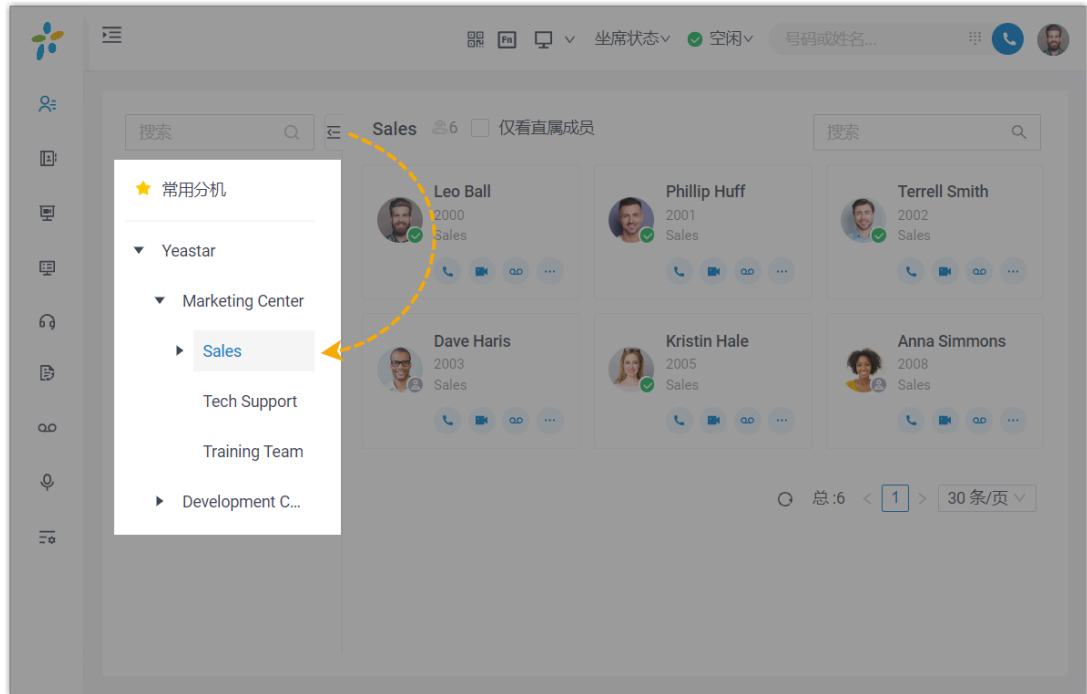 Fn 坐席状态 空闲 号码或姓名...
搜索
Sales 6 仅看直属成员
搜索
常用分机
Yeastar
Marketing Center
Sales
Tech Support
Training Team
Development C...
Leo Ball
2000
Sales
Phillip Huff
2001
Sales
Terrell Smith
2002
Sales
Dave Haris
2003
Sales
Kristin Hale
2005
Sales
Anna Simmons
2008
Sales
总:6 < 1 > 30 条/页